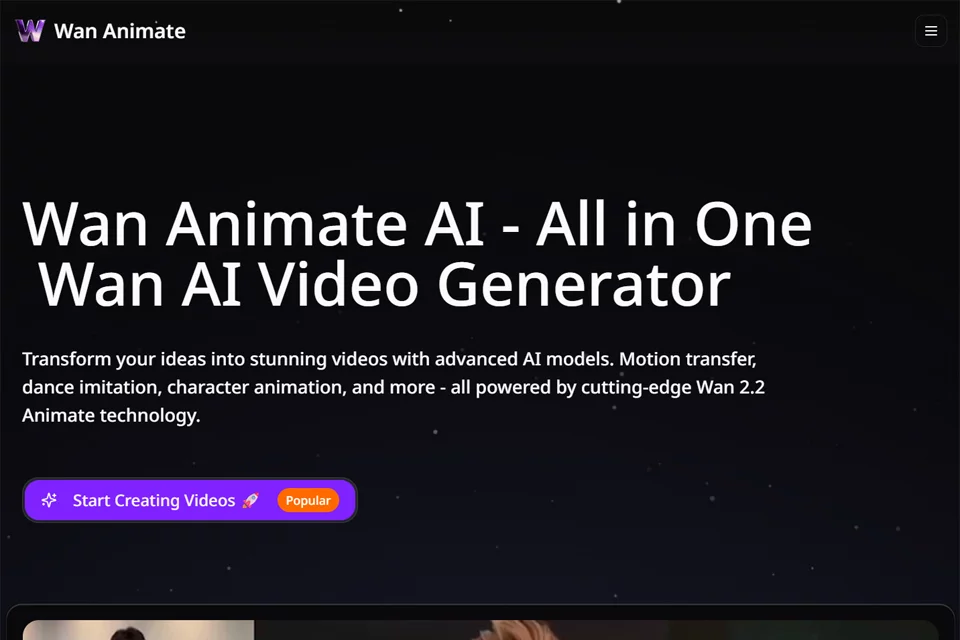 Wan Animate
Wan Animate AI - All in One
Wan AI Video Generator
Transform your ideas into stunning videos with advanced AI models. Motion transfer,
dance imitation, character animation, and more - all powered by cutting-edge Wan 2.2
Animate technology.
Start Creating Videos 🚀 Popular